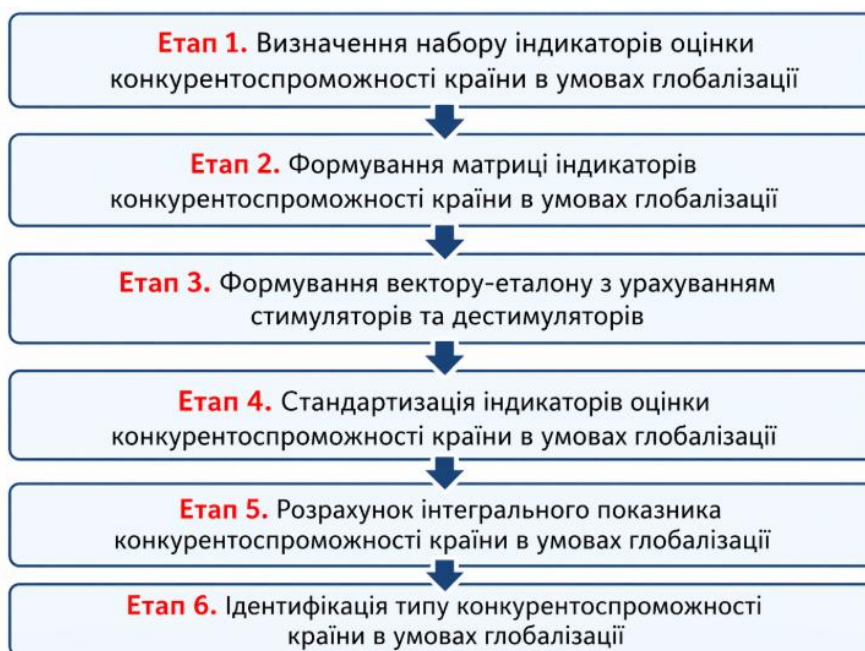 Етап 1. Визначення набору індикаторів оцінки
конкурентоспроможності країни в умовах глобалізації
Етап 2. Формування матриці індикаторів
конкурентоспроможності країни в умовах глобалізації
Етап 3. Формування вектору-еталону з урахуванням
стимуляторів та дестимуляторів
Етап 4. Стандартизація індикаторів оцінки
конкурентоспроможності країни в умовах глобалізації
Етап 5. Розрахунок інтегрального показника
конкурентоспроможності країни в умовах глобалізації
Етап 6. Ідентифікація типу конкурентоспроможності
країни в умовах глобалізації